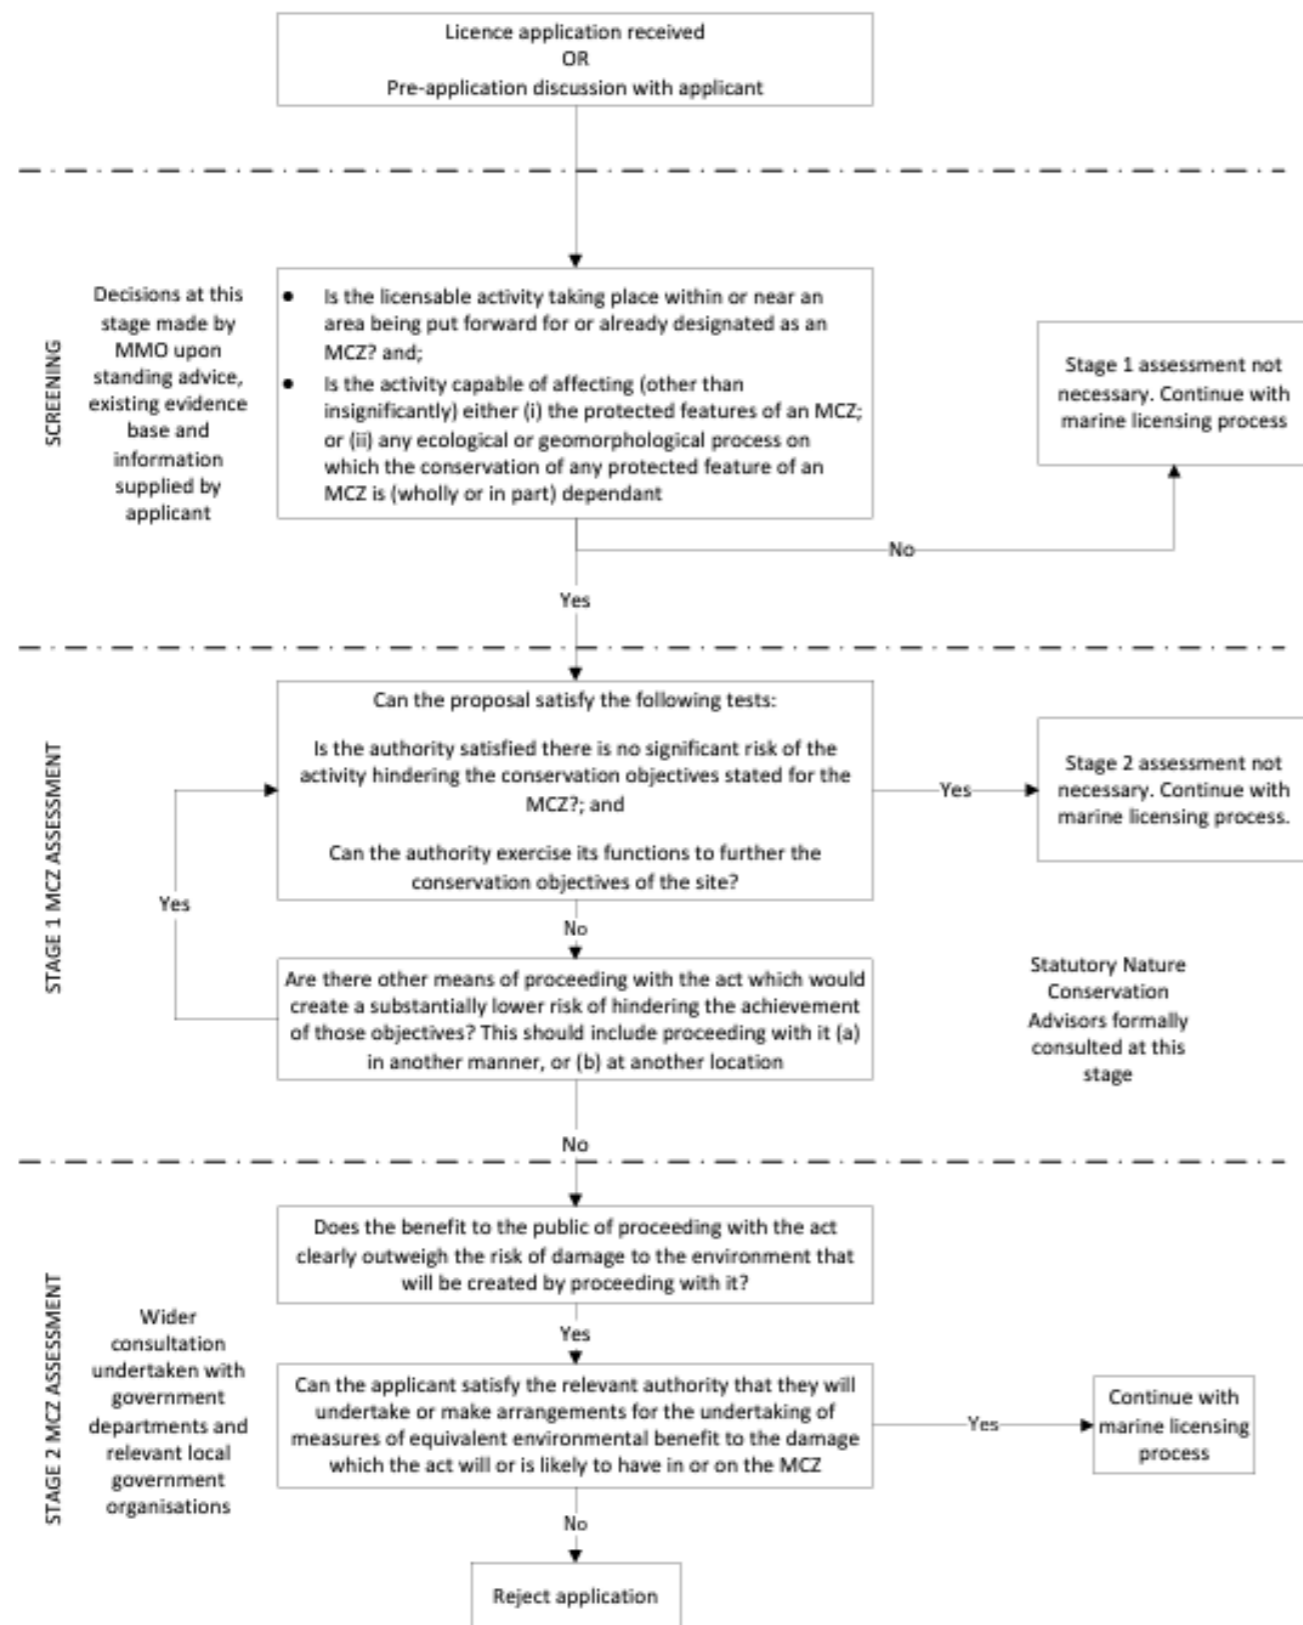 Licence application received
OR
Pre-application discussion with applicant
SCREENING
Decisions at this
stage made by
MMO upon
standing advice,
existing evidence
base and
information
supplied by
applicant
• Is the licensable activity taking place within or near an
area being put forward for or already designated as an
MCZ? and;
• Is the activity capable of affecting (other than
insignificantly) either (i) the protected features of an MCZ;
or (ii) any ecological or geomorphological process on
which the conservation of any protected feature of an
MCZ is (wholly or in part) dependant
Stage 1 assessment not
necessary. Continue with
marine licensing process
No
Yes
STAGE 1 MCZ ASSESSMENT
Can the proposal satisfy the following tests:
Is the authority satisfied there is no significant risk of the
activity hindering the conservation objectives stated for the
MCZ?; and
Can the authority exercise its functions to further the
conservation objectives of the site?
Yes
Stage 2 assessment not
necessary. Continue with
marine licensing process.
Yes
No
Are there other means of proceeding with the act which would
create a substantially lower risk of hindering the achievement
of those objectives? This should include proceeding with it (a)
in another manner, or (b) at another location
Statutory Nature
Conservation
Advisors formally
consulted at this
stage
No
STAGE 2 MCZ ASSESSMENT
Wider
consultation
undertaken with
government
departments and
relevant local
government
organisations
Does the benefit to the public of proceeding with the act
clearly outweigh the risk of damage to the environment that
will be created by proceeding with it?
Yes
Can the applicant satisfy the relevant authority that they will
undertake or make arrangements for the undertaking of
measures of equivalent environmental benefit to the damage
which the act will or is likely to have in or on the MCZ
Yes
Continue with
marine licensing
process
No
Reject application